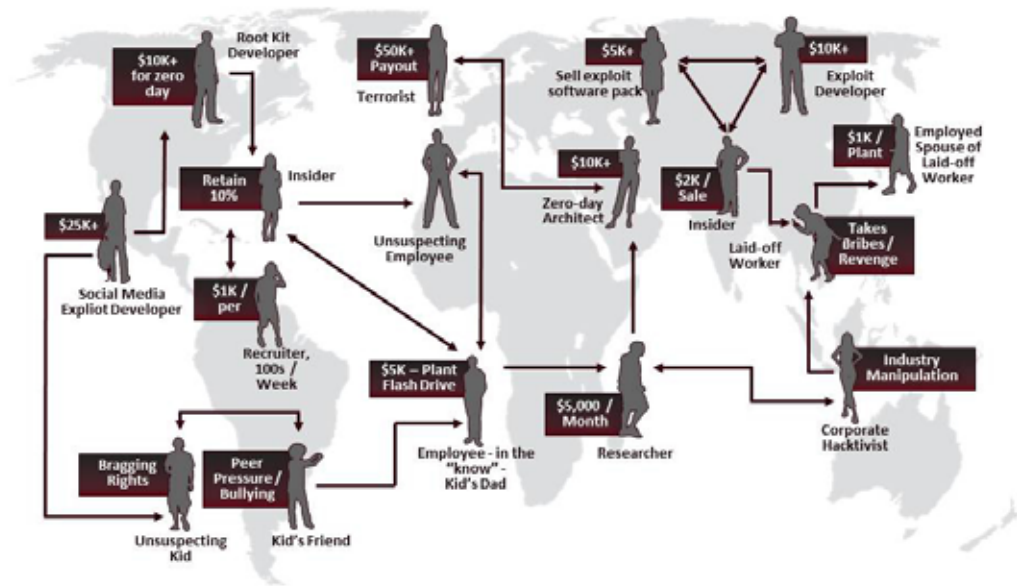 $10K+
for zero
day
Root Kit
Developer
$50K+
Payout
Terrorist
$5K+
Sell exploit
software pack
$10K+
Exploit
Developer
$1K /
Plant
Employed
Spouse of
Laid-off
Worker
Retain
10%
Insider
Unsuspecting
Employee
$10K+
Zero-day
Architect
$2K /
Sale
Insider
Laid-off
Worker
Takes
Bribes/
Revenge
$25K+
Social Media
Expliot Developer
$1K /
per
Recruiter,
100s /
Week
$5K – Plant
Flash Drive
Employee - in the
"know" -
Kid's Dad
$5,000 /
Month
Researcher
Industry
Manipulation
Corporate
Hacktivist
Bragging
Rights
Unsuspecting
Kid
Peer
Pressure /
Bullying
Kid's Friend